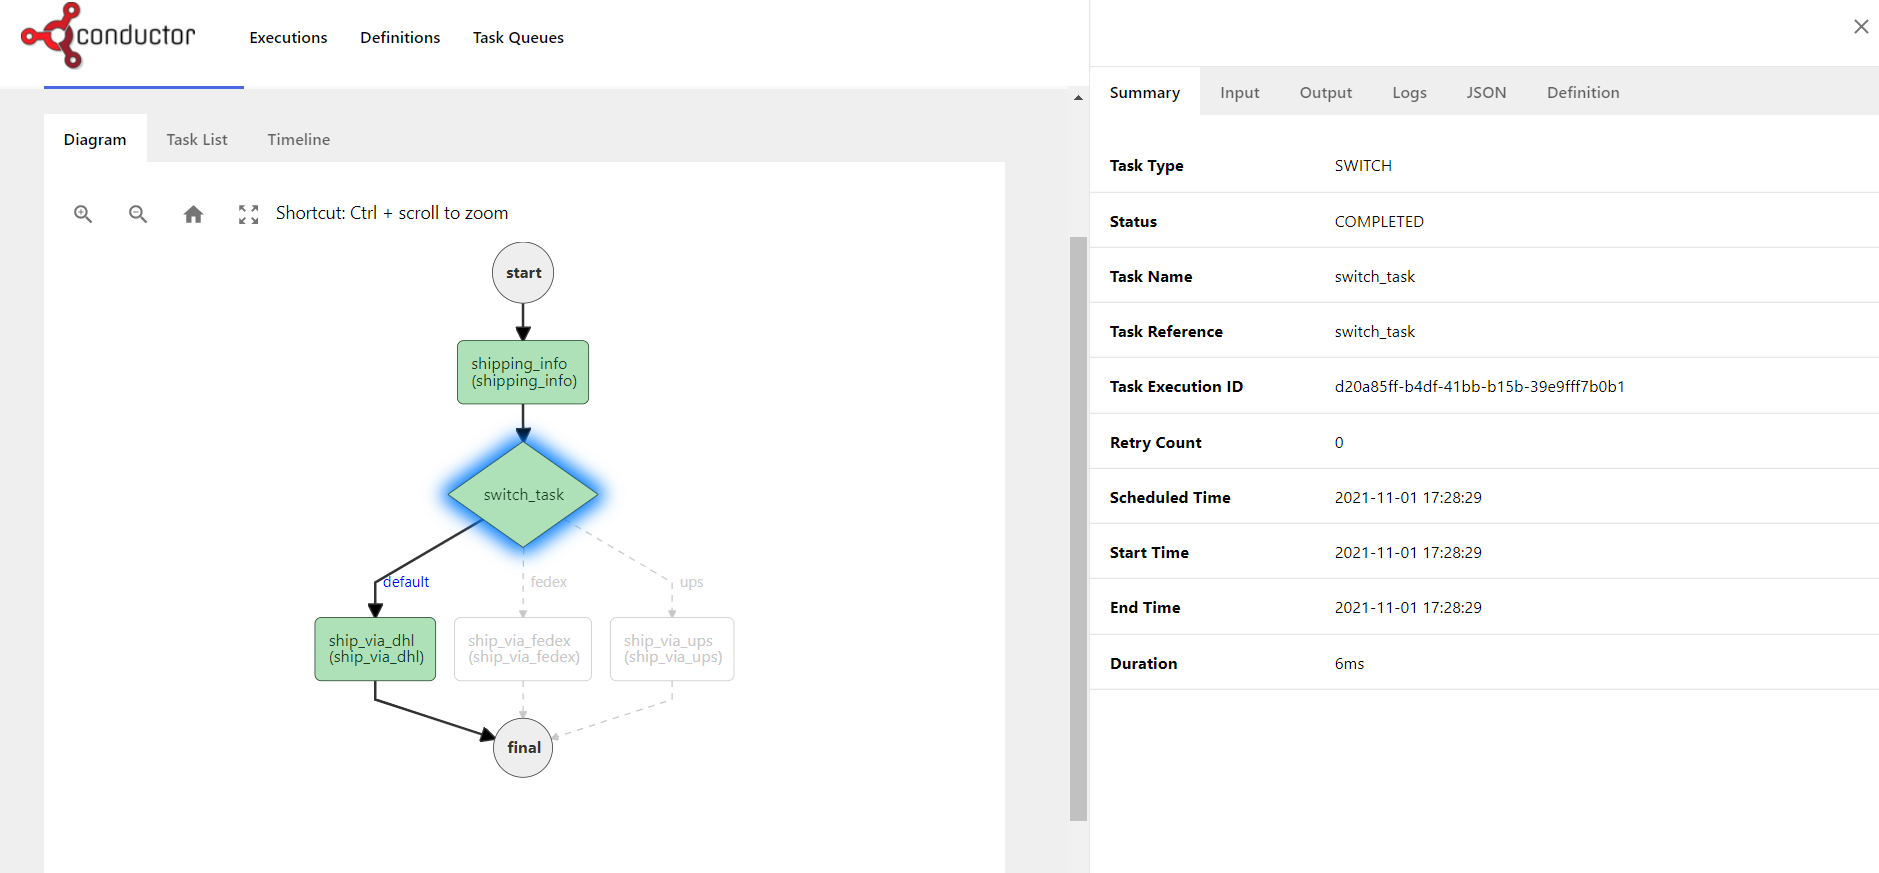 conductor
Executions Definitions Task Queues
Diagram Task List Timeline
Shortcut: Ctrl + scroll to zoom
start
shipping_info
(shipping_info)
switch_task
default fedex ups
ship_via_dhl
(ship_via_dhl)
ship_via_fedex
(ship_via_fedex)
ship_via_ups
(ship_via_ups)
final
Summary Input Output Logs JSON Definition
Task Type SWITCH
Status COMPLETED
Task Name switch_task
Task Reference switch_task
Task Execution ID d20a85ff-b4df-41bb-b15b-39e9fff7b0b1
Retry Count 0
Scheduled Time 2021-11-01 17:28:29
Start Time 2021-11-01 17:28:29
End Time 2021-11-01 17:28:29
Duration 6ms